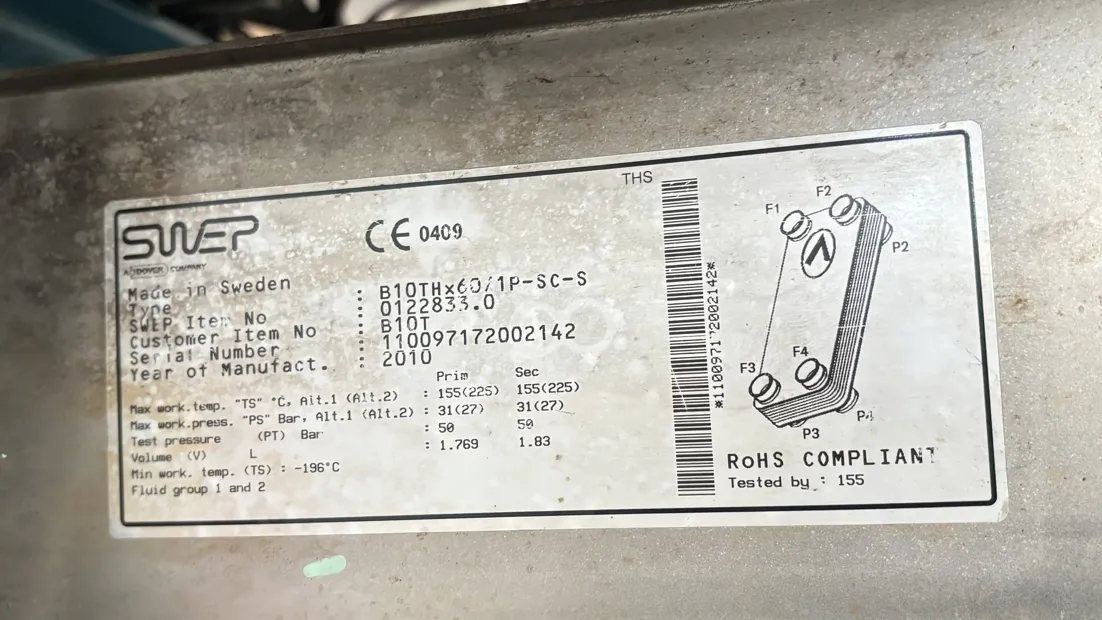 THS
SWEP
A DOVER COMPANY
CE 0409
Made in Sweden
Type : B10THx60/1P-SC-S
SWEP Item No : 0122833.0
Customer Item No : B10T
Serial Number : 110097172002142
Year of Manufact. : 2010
Prim Sec
Max work.temp. "TS" °C, Alt.1 (Alt.2) : 155(225) 155(225)
Max work.press. "PS" Bar, Alt.1 (Alt.2) : 31(27) 31(27)
Test pressure (PT) Bar : 50 50
Volume (V) L : 1.769 1.83
Min work. temp. (TS) : -196°C
Fluid group 1 and 2
*110097172002142*
F1
F2
P2
F3
F4
P3
P4
RoHS COMPLIANT
Tested by : 155